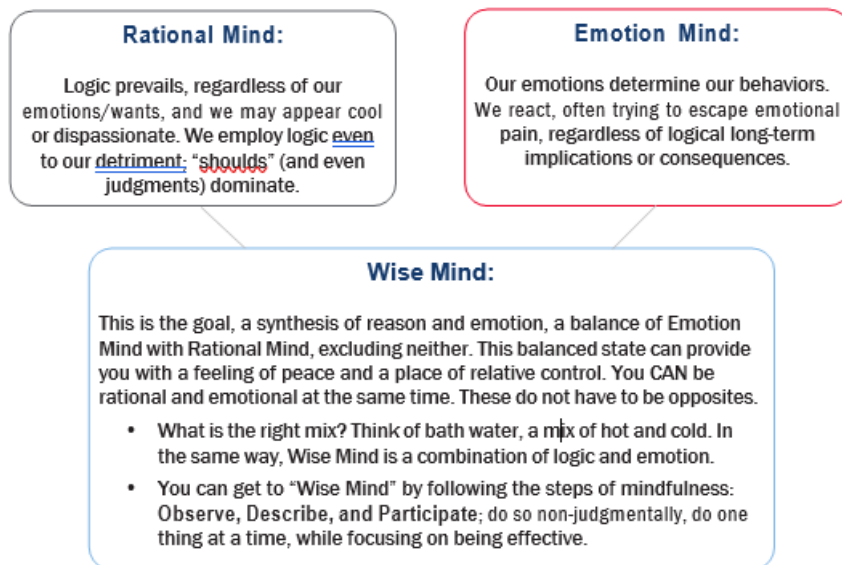 Rational Mind:
Logic prevails, regardless of our
emotions/wants, and we may appear cool
or dispassionate. We employ logic even
to our detriment; “shoulds” (and even
judgments) dominate.
Emotion Mind:
Our emotions determine our behaviors.
We react, often trying to escape emotional
pain, regardless of logical long-term
implications or consequences.
Wise Mind:
This is the goal, a synthesis of reason and emotion, a balance of Emotion
Mind with Rational Mind, excluding neither. This balanced state can provide
you with a feeling of peace and a place of relative control. You CAN be
rational and emotional at the same time. These do not have to be opposites.
• What is the right mix? Think of bath water, a mix of hot and cold. In
the same way, Wise Mind is a combination of logic and emotion.
• You can get to “Wise Mind” by following the steps of mindfulness:
Observe, Describe, and Participate; do so non-judgmentally, do one
thing at a time, while focusing on being effective.